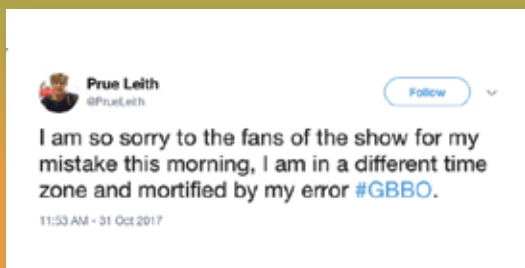 Prue Leith
@PrueLeith
Follow
I am so sorry to the fans of the show for my
mistake this morning, I am in a different time
zone and mortified by my error #GBBO.
11:53 AM - 31 Oct 2017